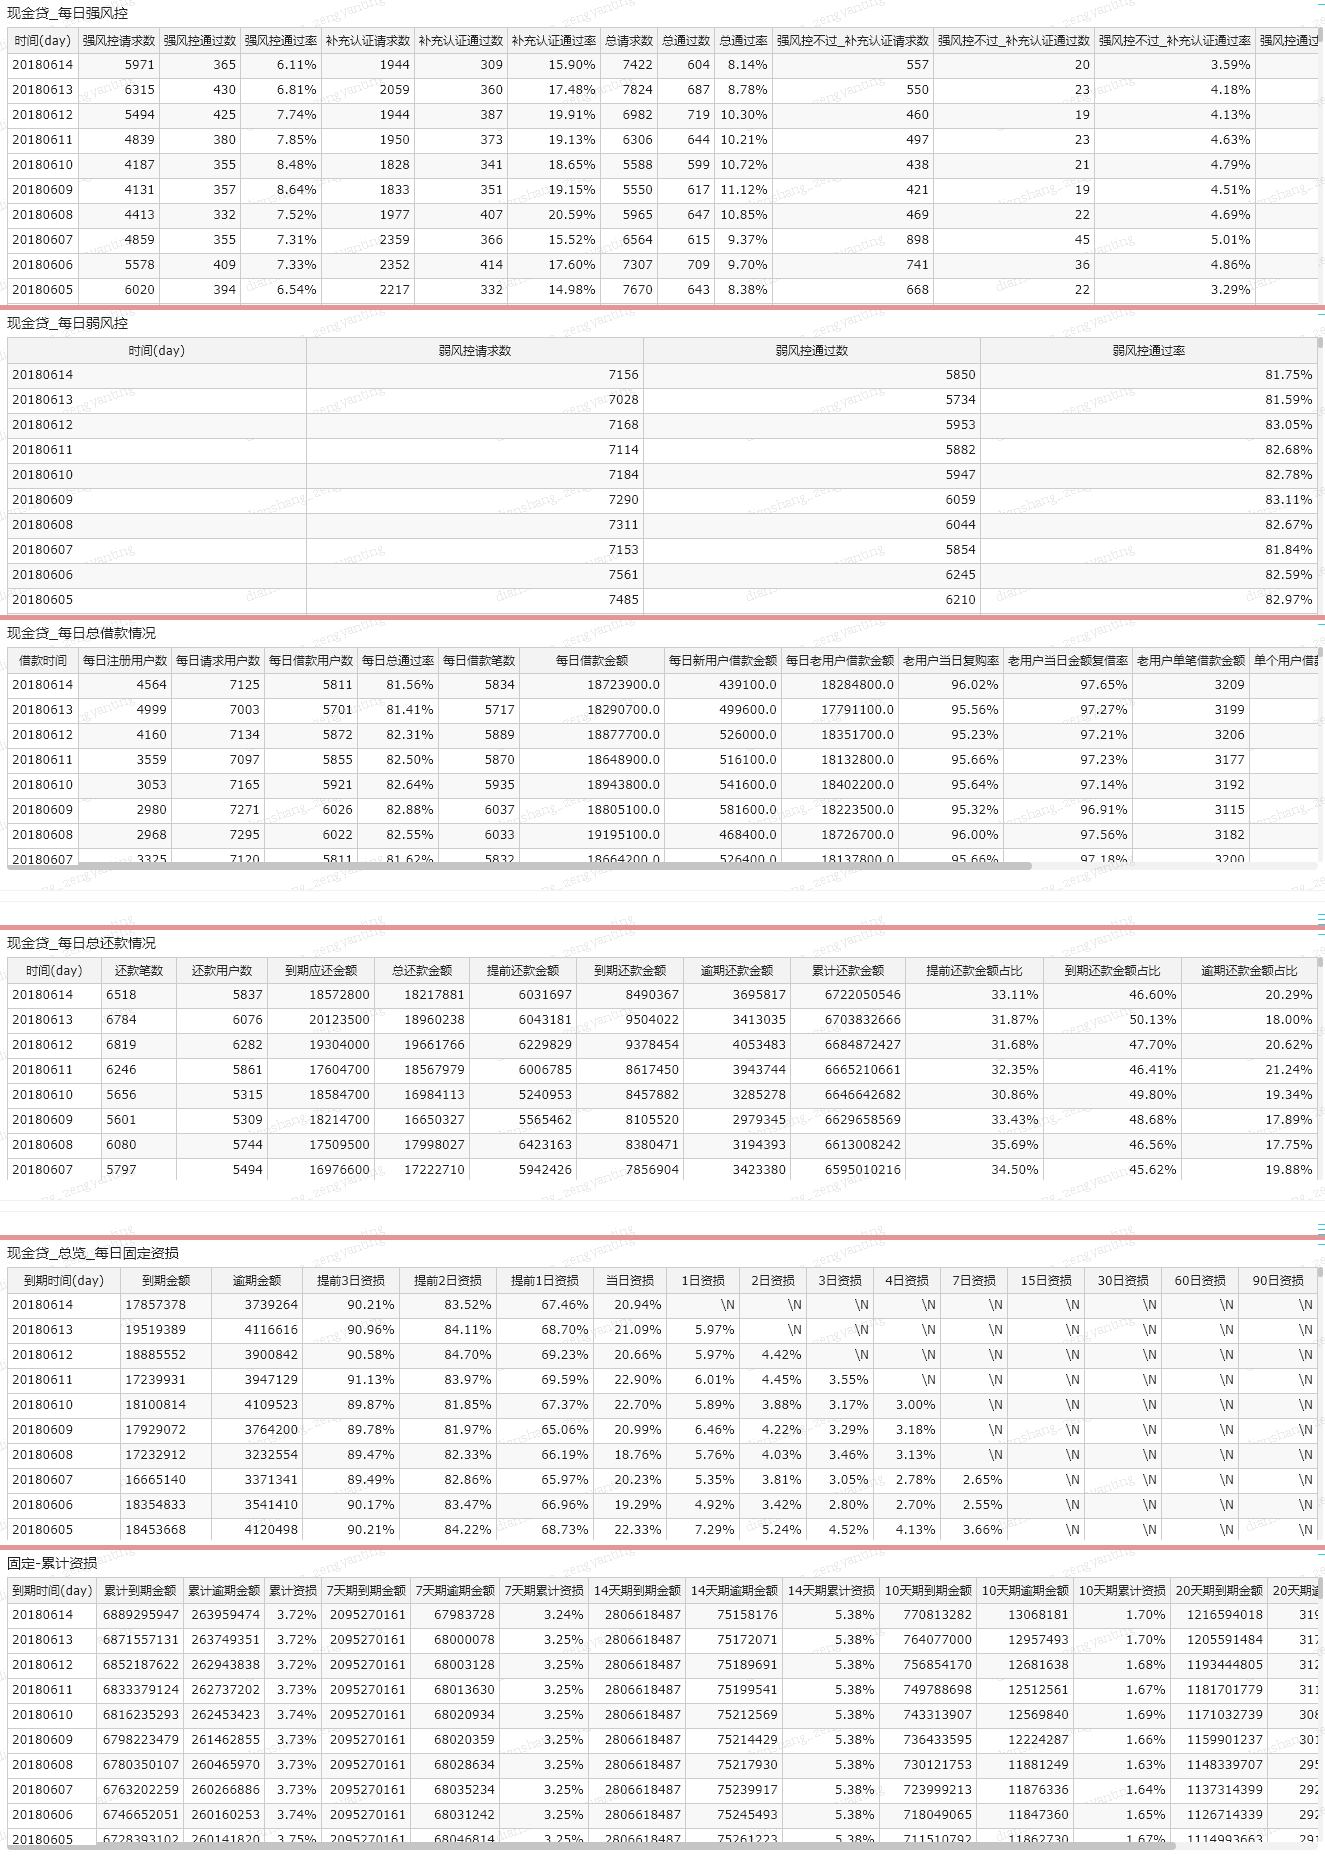 现金贷_每日强风控
时间(day) 强风控请求数 强风控通过数 强风控通过率 补充认证请求数 补充认证通过数 补充认证通过率 总请求数 总通过数 总通过率 强风控不过_补充认证请求数 强风控不过_补充认证通过数 强风控不过_补充认证通过率 强风控通过
20180614 5971 365 6.11% 1944 309 15.90% 7422 604 8.14% 557 20 3.59%
20180613 6315 430 6.81% 2059 360 17.48% 7824 687 8.78% 550 23 4.18%
20180612 5494 425 7.74% 1944 387 19.91% 6982 719 10.30% 460 19 4.13%
20180611 4839 380 7.85% 1950 373 19.13% 6306 644 10.21% 497 23 4.63%
20180610 4187 355 8.48% 1828 341 18.65% 5588 599 10.72% 438 21 4.79%
20180609 4131 357 8.64% 1833 351 19.15% 5550 617 11.12% 421 19 4.51%
20180608 4413 332 7.52% 1977 407 20.59% 5965 647 10.85% 469 22 4.69%
20180607 4859 355 7.31% 2359 366 15.52% 6564 615 9.37% 898 45 5.01%
20180606 5578 409 7.33% 2352 414 17.60% 7307 709 9.70% 741 36 4.86%
20180605 6020 394 6.54% 2217 332 14.98% 7670 643 8.38% 668 22 3.29%
现金贷_每日弱风控
时间(day) 弱风控请求数 弱风控通过数 弱风控通过率
20180614 7156 5850 81.75%
20180613 7028 5734 81.59%
20180612 7168 5953 83.05%
20180611 7114 5882 82.68%
20180610 7184 5947 82.78%
20180609 7290 6059 83.11%
20180608 7311 6044 82.67%
20180607 7153 5854 81.84%
20180606 7561 6245 82.59%
20180605 7485 6210 82.97%
现金贷_每日总借款情况
借款时间 每日注册用户数 每日请求用户数 每日借款用户数 每日总通过率 每日借款笔数 每日借款金额 每日新用户借款金额 每日老用户借款金额 老用户当日复购率 老用户当日金额复借率 老用户单笔借款金额 单个用户借款
20180614 4564 7125 5811 81.56% 5834 18723900.0 439100.0 18284800.0 96.02% 97.65% 3209
20180613 4999 7003 5701 81.41% 5717 18290700.0 499600.0 17791100.0 95.56% 97.27% 3199
20180612 4160 7134 5872 82.31% 5889 18877700.0 526000.0 18351700.0 95.23% 97.21% 3206
20180611 3559 7097 5855 82.50% 5870 18648900.0 516100.0 18132800.0 95.66% 97.23% 3177
20180610 3053 7165 5921 82.64% 5935 18943800.0 541600.0 18402200.0 95.64% 97.14% 3192
20180609 2980 7271 6026 82.88% 6037 18805100.0 581600.0 18223500.0 95.32% 96.91% 3115
20180608 2968 7295 6022 82.55% 6033 19195100.0 468400.0 18726700.0 96.00% 97.56% 3182
20180607 3325 7120 5811 81.62% 5832 18664200.0 526400.0 18137800.0 95.66% 97.18% 3200
现金贷_每日总还款情况
时间(day) 还款笔数 还款用户数 到期应还金额 总还款金额 提前还款金额 到期还款金额 逾期还款金额 累计还款金额 提前还款金额占比 到期还款金额占比 逾期还款金额占比
20180614 6518 5837 18572800 18217881 6031697 8490367 3695817 6722050546 33.11% 46.60% 20.29%
20180613 6784 6076 20123500 18960238 6043181 9504022 3413035 6703832666 31.87% 50.13% 18.00%
20180612 6819 6282 19304000 19661766 6229829 9378454 4053483 6684872427 31.68% 47.70% 20.62%
20180611 6246 5861 17604700 18567979 6006785 8617450 3943744 6665210661 32.35% 46.41% 21.24%
20180610 5656 5315 18584700 16984113 5240953 8457882 3285278 6646642682 30.86% 49.80% 19.34%
20180609 5601 5309 18214700 16650327 5565462 8105520 2979345 6629658569 33.43% 48.68% 17.89%
20180608 6080 5744 17509500 17998027 6423163 8380471 3194393 6613008242 35.69% 46.56% 17.75%
20180607 5797 5494 16976600 17222710 5942426 7856904 3423380 6595010216 34.50% 45.62% 19.88%
现金贷_总览_每日固定资损
到期时间(day) 到期金额 逾期金额 提前3日资损 提前2日资损 提前1日资损 当日资损 1日资损 2日资损 3日资损 4日资损 7日资损 15日资损 30日资损 60日资损 90日资损
20180614 17857378 3739264 90.21% 83.52% 67.46% 20.94% \N \N \N \N \N \N \N \N \N
20180613 19519389 4116616 90.96% 84.11% 68.70% 21.09% 5.97% \N \N \N \N \N \N \N \N
20180612 18885552 3900842 90.58% 84.70% 69.23% 20.66% 5.97% 4.42% \N \N \N \N \N \N \N
20180611 17239931 3947129 91.13% 83.97% 69.59% 22.90% 6.01% 4.45% 3.55% \N \N \N \N \N \N
20180610 18100814 4109523 89.87% 81.85% 67.37% 22.70% 5.89% 3.88% 3.17% 3.00% \N \N \N \N \N
20180609 17929072 3764200 89.78% 81.97% 65.06% 20.99% 6.46% 4.22% 3.29% 3.18% \N \N \N \N \N
20180608 17232912 3232554 89.47% 82.33% 66.19% 18.76% 5.76% 4.03% 3.46% 3.13% \N \N \N \N \N
20180607 16665140 3371341 89.49% 82.86% 65.97% 20.23% 5.35% 3.81% 3.05% 2.78% 2.65% \N \N \N \N
20180606 18354833 3541410 90.17% 83.47% 66.96% 19.29% 4.92% 3.42% 2.80% 2.70% 2.55% \N \N \N \N
20180605 18453668 4120498 90.21% 84.22% 68.73% 22.33% 7.29% 5.24% 4.52% 4.13% 3.66% \N \N \N \N
固定-累计资损
到期时间(day) 累计到期金额 累计逾期金额 累计资损 7天期到期金额 7天期逾期金额 7天期累计资损 14天期到期金额 14天期逾期金额 14天期累计资损 10天期到期金额 10天期逾期金额 10天期累计资损 20天期到期金额 20天期逾
20180614 6889295947 263959474 3.72% 2095270161 67983728 3.24% 2806618487 75158176 5.38% 770813282 13068181 1.70% 1216594018 319
20180613 6871557131 263749351 3.72% 2095270161 68000078 3.25% 2806618487 75172071 5.38% 764077000 12957493 1.70% 1205591484 317
20180612 6852187622 262943838 3.72% 2095270161 68003128 3.25% 2806618487 75189691 5.38% 756854170 12681638 1.68% 1193444805 312
20180611 6833379124 262737202 3.73% 2095270161 68013630 3.25% 2806618487 75199541 5.38% 749788698 12512561 1.67% 1181701779 311
20180610 6816235293 262453423 3.74% 2095270161 68020934 3.25% 2806618487 75212569 5.38% 743313907 12569840 1.69% 1171032739 308
20180609 6798223479 261462855 3.73% 2095270161 68020359 3.25% 2806618487 75214429 5.38% 736433595 12224287 1.66% 1159901237 301
20180608 6780350107 260465970 3.73% 2095270161 68028634 3.25% 2806618487 75217930 5.38% 730121753 11881249 1.63% 1148339707 295
20180607 6763202259 260266886 3.73% 2095270161 68035234 3.25% 2806618487 75239917 5.38% 723999213 11876336 1.64% 1137314399 292
20180606 6746652051 260160253 3.74% 2095270161 68031242 3.25% 2806618487 75245493 5.38% 718049065 11847360 1.65% 1126714339 292
20180605 6728393102 260141820 3.75% 2095270161 68046814 3.25% 2806618487 75261223 5.38% 711510792 11862730 1.67% 1114993663 291